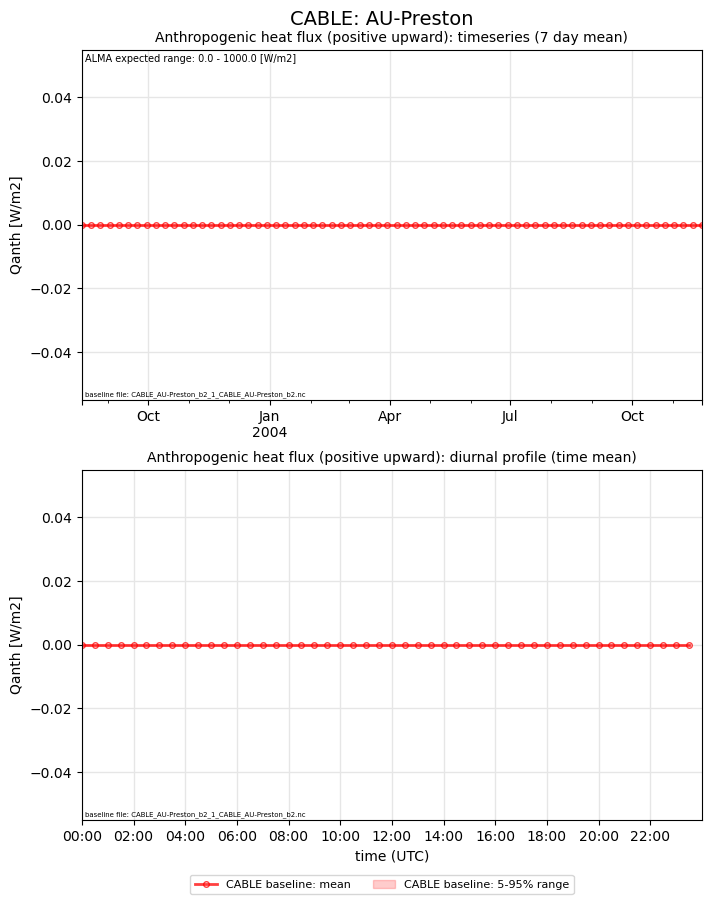 CABLE: AU-Preston
Anthropogenic heat flux (positive upward): timeseries (7 day mean)
ALMA expected range: 0.0 - 1000.0 [W/m2]
0.04
0.02
0.00
−0.02
−0.04
Qanth [W/m2]
baseline file: CABLE_AU-Preston_b2_1_CABLE_AU-Preston_b2.nc
Oct Jan Apr Jul Oct
2004
Anthropogenic heat flux (positive upward): diurnal profile (time mean)
0.04
0.02
0.00
−0.02
−0.04
Qanth [W/m2]
baseline file: CABLE_AU-Preston_b2_1_CABLE_AU-Preston_b2.nc
00:00 02:00 04:00 06:00 08:00 10:00 12:00 14:00 16:00 18:00 20:00 22:00
time (UTC)
CABLE baseline: mean CABLE baseline: 5-95% range